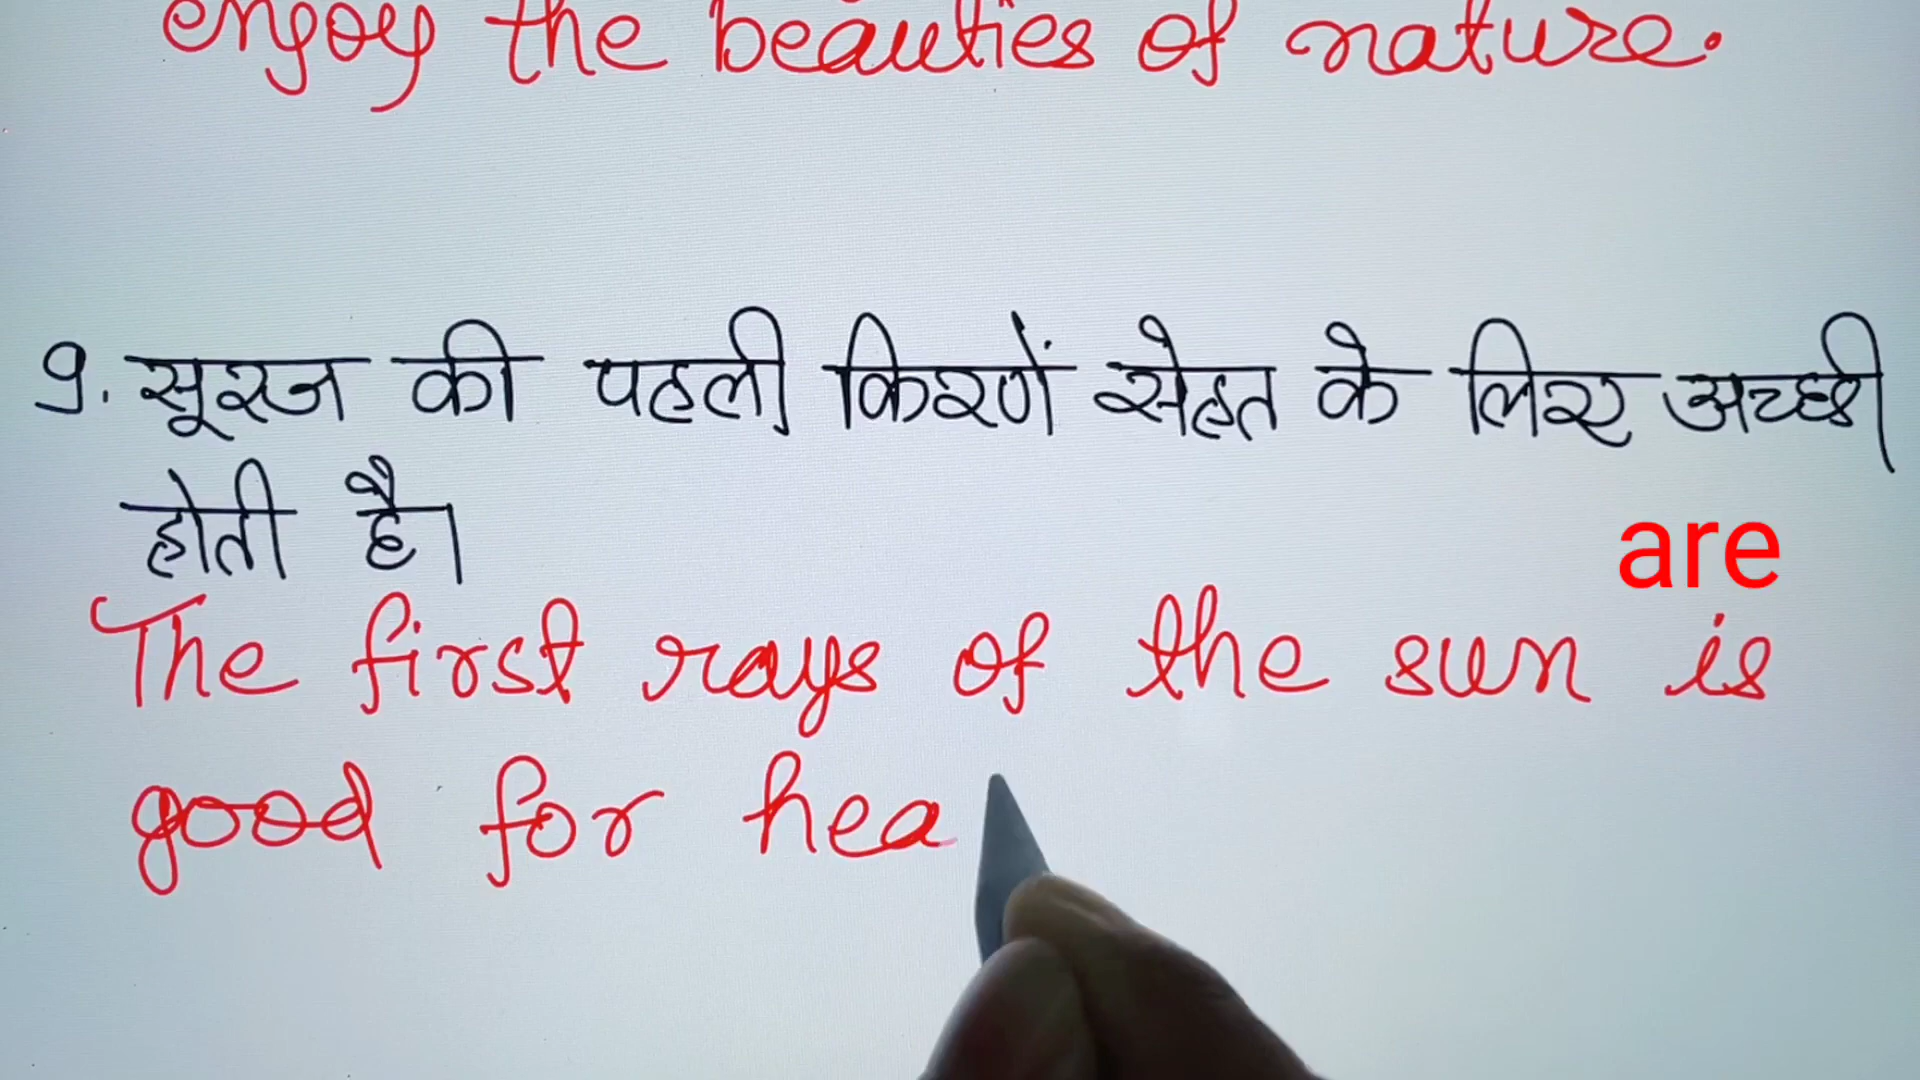 enjoy the beauties of nature.
9. सूरज की पहली किरणें सेहत के लिए अच्छी
होती है।
are
The first rays of the sun is
good for hea